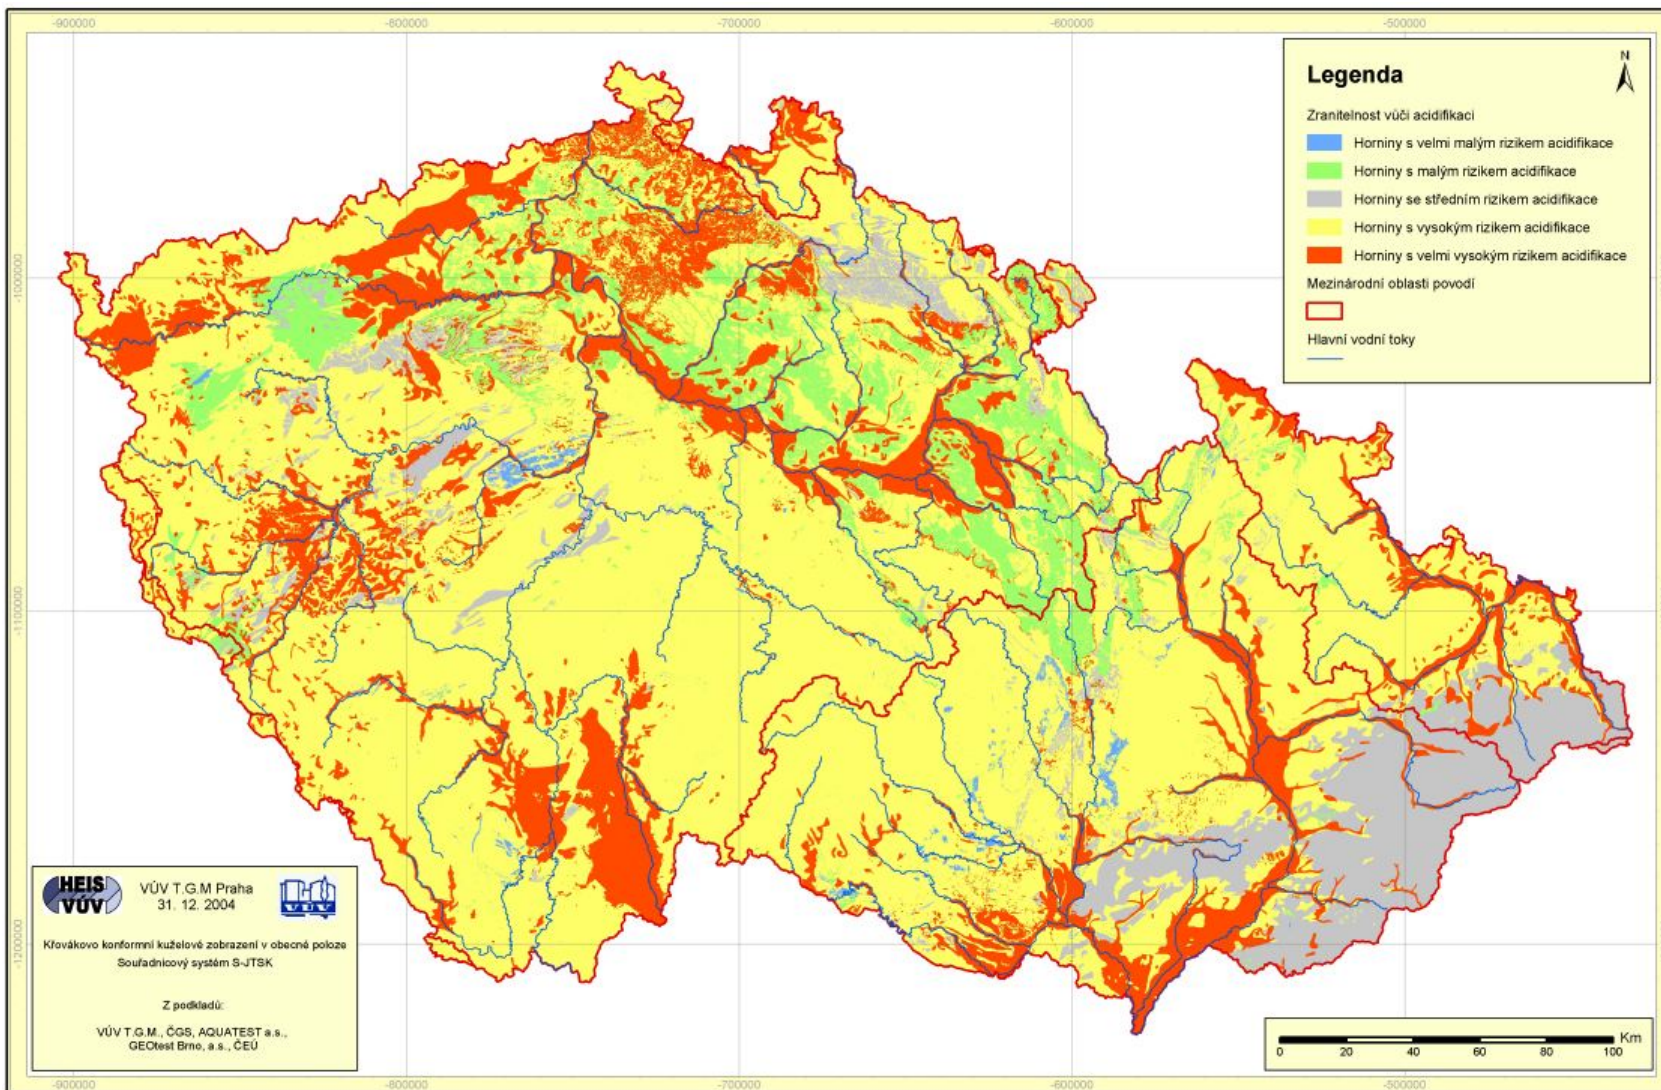 -900000 -800000 -700000 -600000 -500000
Legenda
N
Zranitelnost vůči acidifikaci
Horniny s velmi malým rizikem acidifikace
Horniny s malým rizikem acidifikace
Horniny se středním rizikem acidifikace
Horniny s vysokým rizikem acidifikace
Horniny s velmi vysokým rizikem acidifikace
Mezinárodní oblasti povodí
Hlavní vodní toky
-1000000
-1000000
-1100000
-1100000
-1200000
-1200000
HEIS
VÚV
VÚV T.G.M Praha
31. 12. 2004
Křovákovo konformní kuželové zobrazení v obecné poloze
Souřadnicový systém S-JTSK
Z podkladů:
VÚV T.G.M., ČGS, AQUATEST a.s.,
GEOtest Brno, a.s., ČEÚ
Km
0 20 40 60 80 100
-900000 -800000 -700000 -600000 -500000